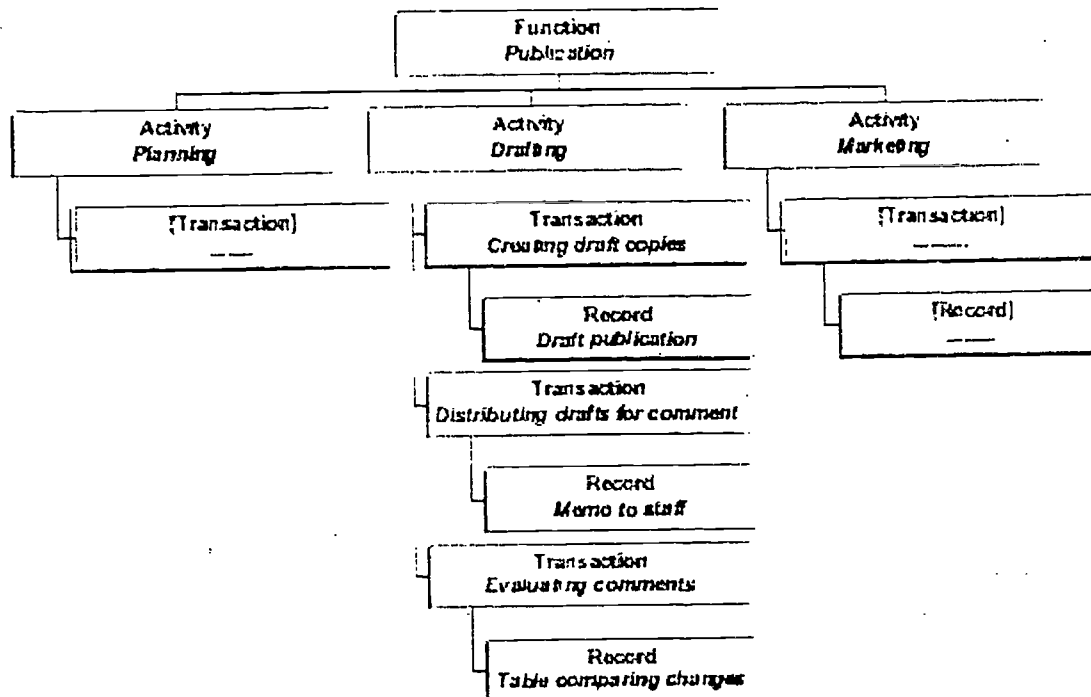 Function
Publication
Activity
Planning
Activity
Drafting
Activity
Marketing
[Transaction]
Transaction
Creating draft copies
[Transaction]
Record
Draft publication
[Record]
Transaction
Distributing drafts for comment
Record
Memo to staff
Transaction
Evaluating comments
Record
Table comparing changes